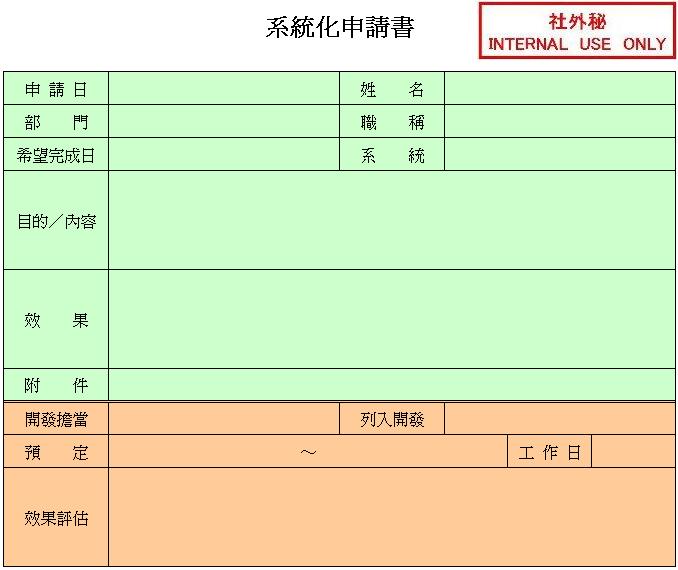 系統化申請書
社外秘
INTERNAL USE ONLY
申請日 姓名
部門 職稱
希望完成日 系統
目的／內容
效果
附件
開發擔當 列入開發
預定 ～ 工作日
效果評估